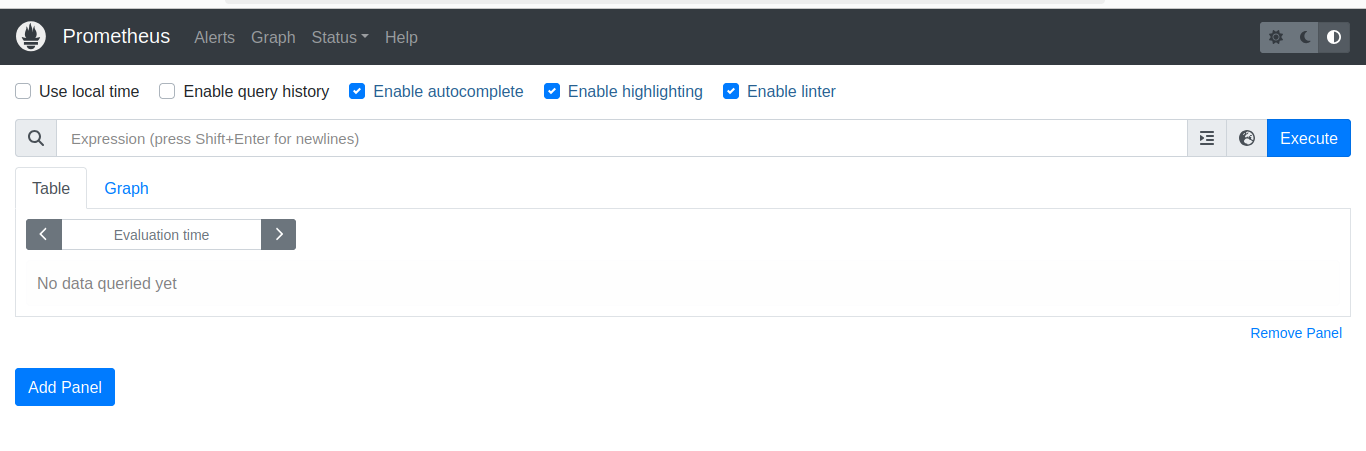 Prometheus Alerts Graph Status Help
Use local time Enable query history Enable autocomplete Enable highlighting Enable linter
Expression (press Shift+Enter for newlines) Execute
Table Graph
Evaluation time
No data queried yet
Remove Panel
Add Panel